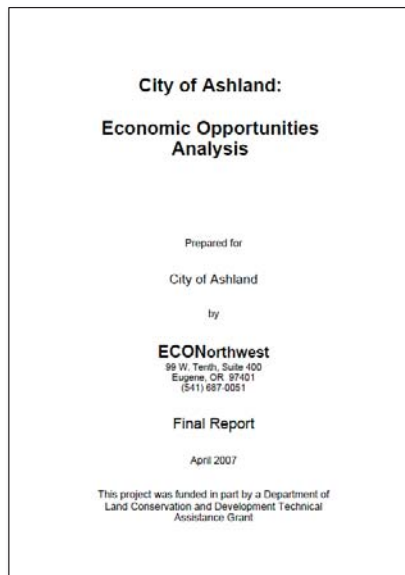 City of Ashland:
Economic Opportunities
Analysis
Prepared for
City of Ashland
by
ECONorthwest
99 W. Tenth, Suite 400
Eugene, OR 97401
(541) 687-0051
Final Report
April 2007
This project was funded in part by a Department of
Land Conservation and Development Technical
Assistance Grant